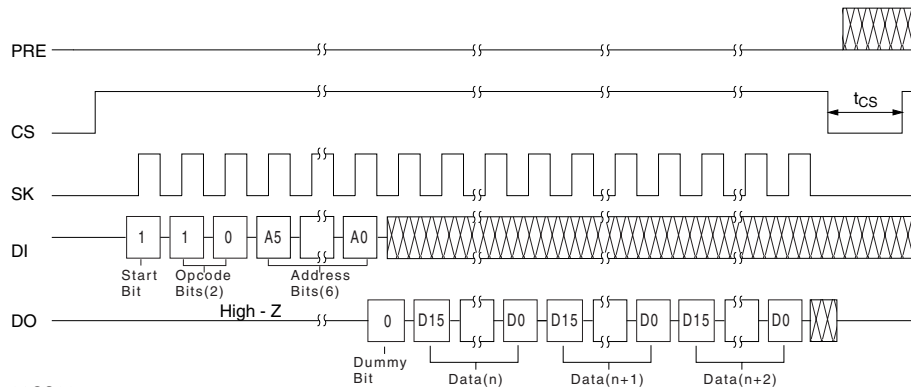 PRE
CS
tCS
SK
DI
1 1 0 A5 A0
Start Bit
Opcode Bits(2)
Address Bits(6)
High - Z
DO
0 D15 D0 D15 D0 D15 D0
Dummy Bit
Data(n)
Data(n+1)
Data(n+2)